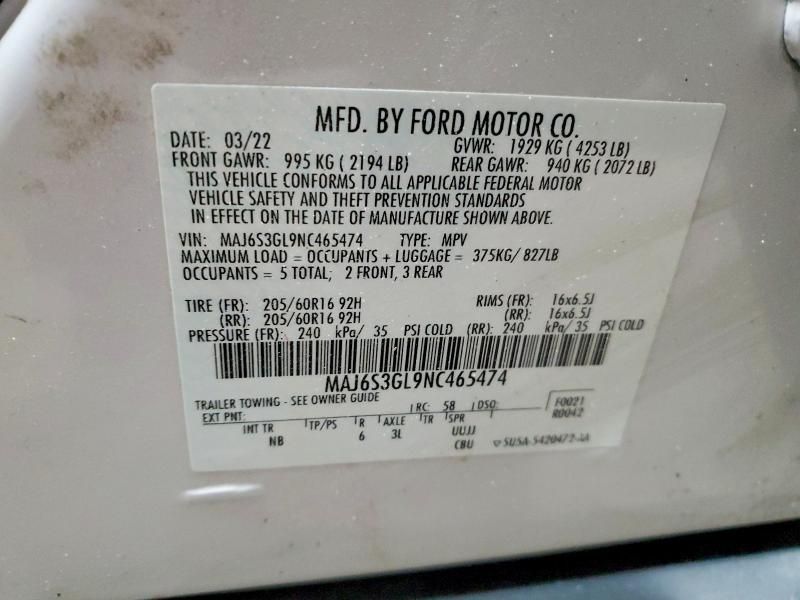 MFD. BY FORD MOTOR CO.
DATE: 03/22 GVWR: 1929 KG ( 4253 LB)
FRONT GAWR: 995 KG ( 2194 LB) REAR GAWR: 940 KG ( 2072 LB)
THIS VEHICLE CONFORMS TO ALL APPLICABLE FEDERAL MOTOR
VEHICLE SAFETY AND THEFT PREVENTION STANDARDS
IN EFFECT ON THE DATE OF MANUFACTURE SHOWN ABOVE.
VIN: MAJ6S3GL9NC465474 TYPE: MPV
MAXIMUM LOAD = OCCUPANTS + LUGGAGE = 375KG/ 827LB
OCCUPANTS = 5 TOTAL; 2 FRONT, 3 REAR
TIRE (FR): 205/60R16 92H RIMS (FR): 16x6.5J
(RR): 205/60R16 92H (RR): 16x6.5J
PRESSURE (FR): 240 kPa/ 35 PSI COLD (RR): 240 kPa/ 35 PSI COLD
MAJ6S3GL9NC465474
TRAILER TOWING - SEE OWNER GUIDE
EXT PNT: RC: 58 DSO: F0021
R0042
INT TR TP/PS R AXLE TR SPR
NB 6 3L UUJJ
CBU